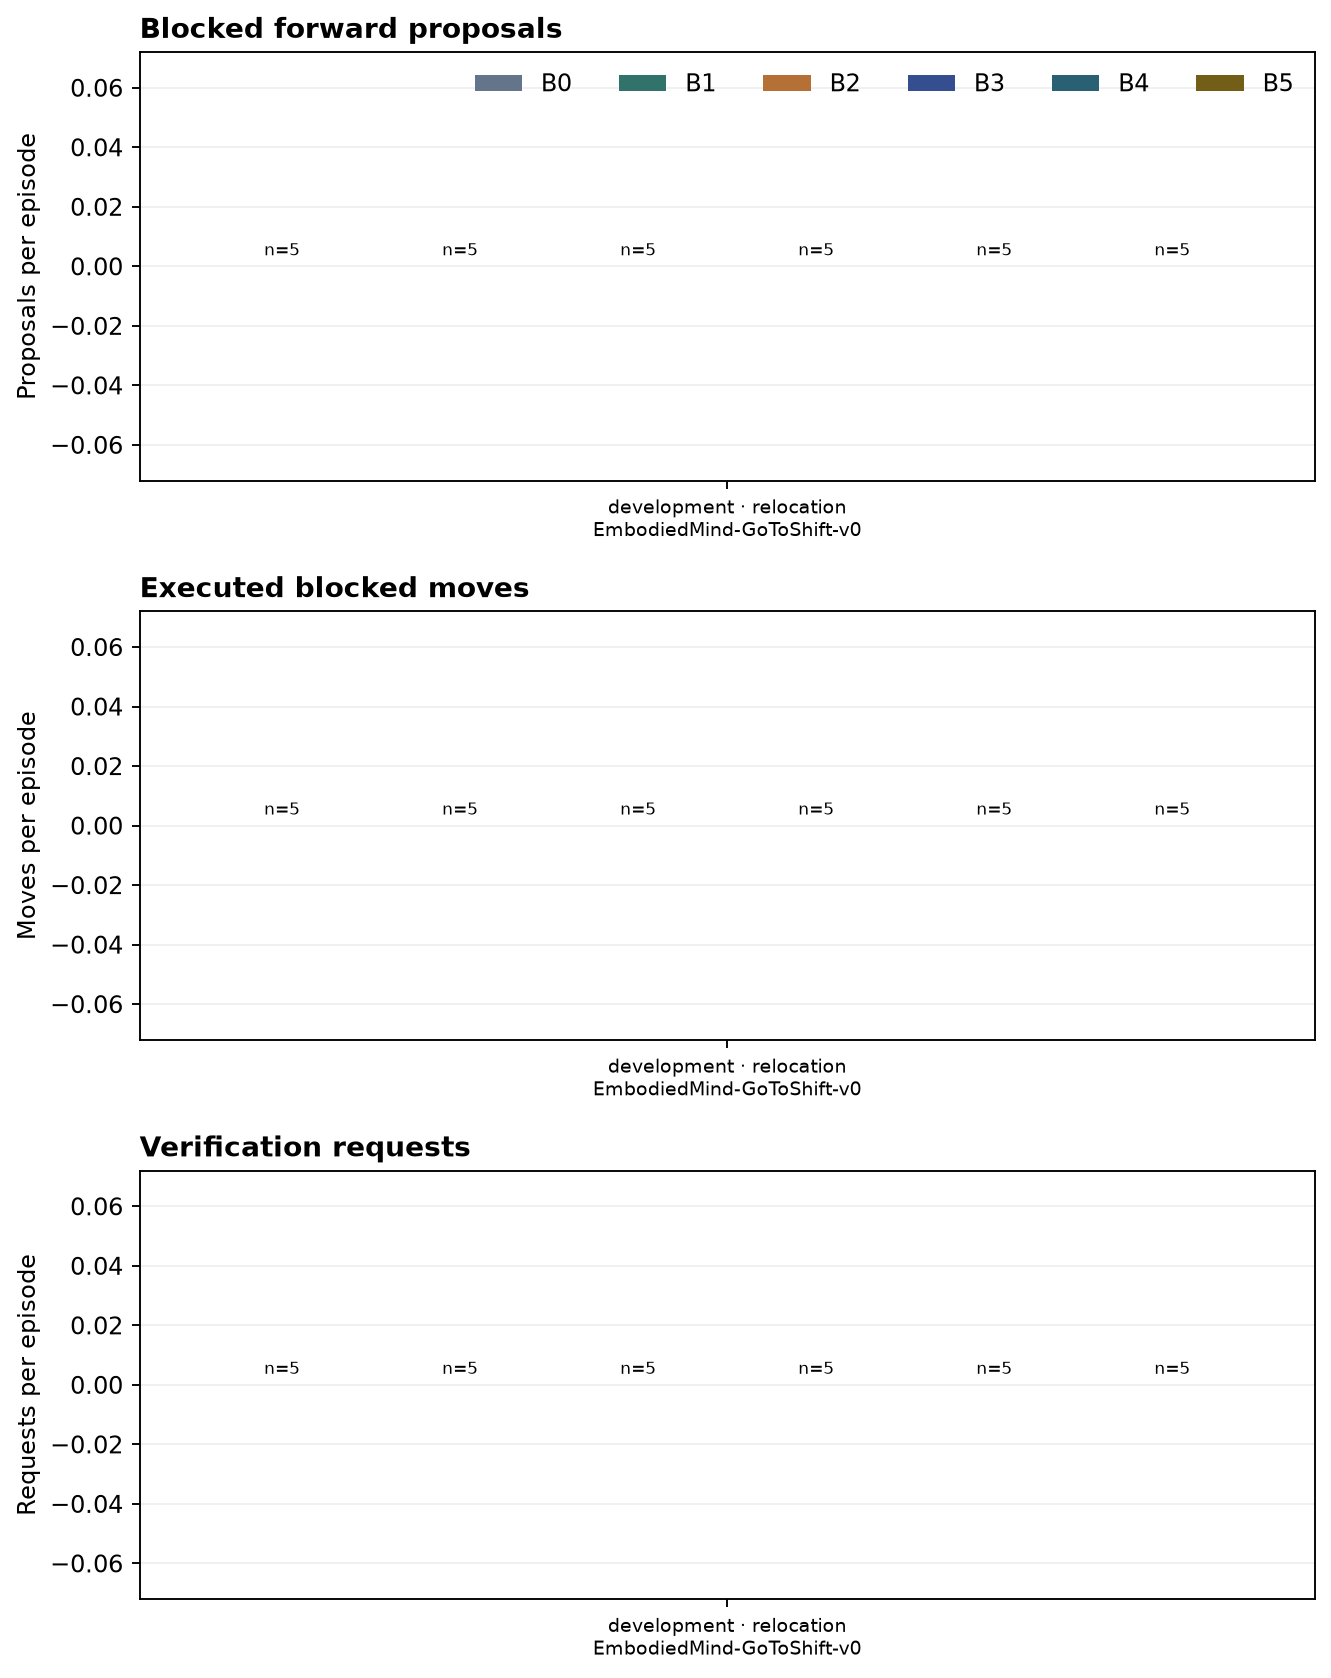 Blocked forward proposals
B0 B1 B2 B3 B4 B5
Proposals per episode
0.06
0.04
0.02
0.00
−0.02
−0.04
−0.06
n=5 n=5 n=5 n=5 n=5 n=5
development · relocation
EmbodiedMind-GoToShift-v0
Executed blocked moves
Moves per episode
0.06
0.04
0.02
0.00
−0.02
−0.04
−0.06
n=5 n=5 n=5 n=5 n=5 n=5
development · relocation
EmbodiedMind-GoToShift-v0
Verification requests
Requests per episode
0.06
0.04
0.02
0.00
−0.02
−0.04
−0.06
n=5 n=5 n=5 n=5 n=5 n=5
development · relocation
EmbodiedMind-GoToShift-v0